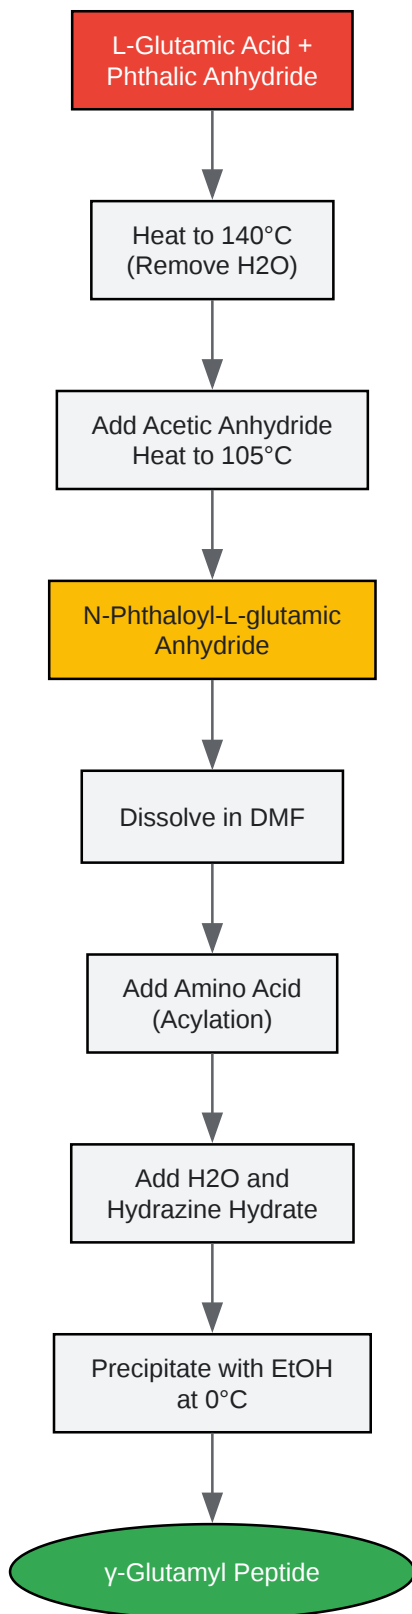 L-Glutamic Acid +
Phthalic Anhydride
Heat to 140°C
(Remove H2O)
Add Acetic Anhydride
Heat to 105°C
N-Phthaloyl-L-glutamic
Anhydride
Dissolve in DMF
Add Amino Acid
(Acylation)
Add H2O and
Hydrazine Hydrate
Precipitate with EtOH
at 0°C
γ-Glutamyl Peptide